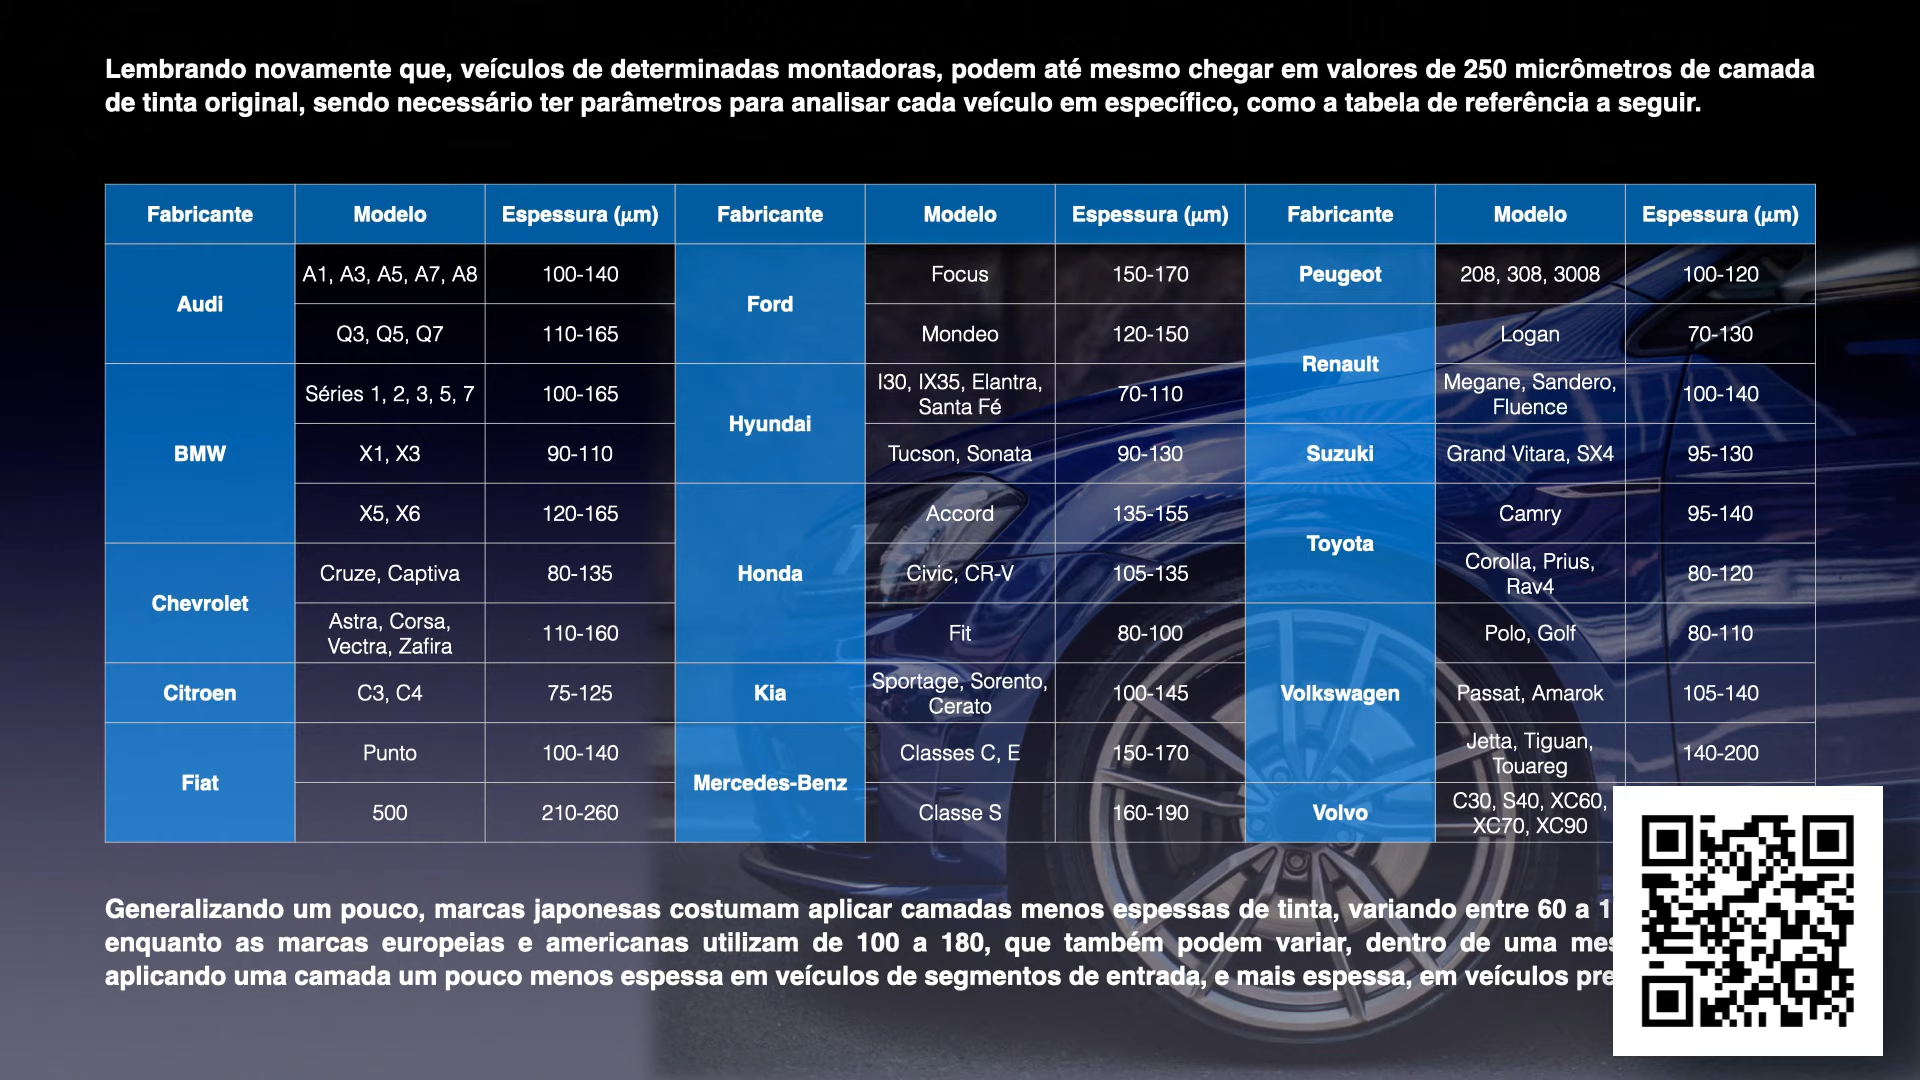 Lembrando novamente que, veículos de determinadas montadoras, podem até mesmo chegar em valores de 250 micrômetros de camada
de tinta original, sendo necessário ter parâmetros para analisar cada veículo em específico, como a tabela de referência a seguir.
Fabricante Modelo Espessura (μm) Fabricante Modelo Espessura (μm) Fabricante Modelo Espessura (μm)
Audi
A1, A3, A5, A7, A8 100-140
Q3, Q5, Q7 110-165
BMW
Séries 1, 2, 3, 5, 7 100-165
X1, X3 90-110
X5, X6 120-165
Chevrolet
Cruze, Captiva 80-135
Astra, Corsa,
Vectra, Zafira 110-160
Citroen
C3, C4 75-125
Fiat
Punto 100-140
500 210-260
Ford
Focus 150-170
Mondeo 120-150
Hyundai
I30, IX35, Elantra,
Santa Fé 70-110
Tucson, Sonata 90-130
Honda
Accord 135-155
Civic, CR-V 105-135
Fit 80-100
Kia
Sportage, Sorento,
Cerato 100-145
Mercedes-Benz
Classes C, E 150-170
Classe S 160-190
Peugeot
208, 308, 3008 100-120
Renault
Logan 70-130
Megane, Sandero,
Fluence 100-140
Suzuki
Grand Vitara, SX4 95-130
Toyota
Camry 95-140
Corolla, Prius,
Rav4 80-120
Volkswagen
Polo, Golf 80-110
Passat, Amarok 105-140
Jetta, Tiguan,
Touareg 140-200
Volvo
C30, S40, XC60,
XC70, XC90
Generalizando um pouco, marcas japonesas costumam aplicar camadas menos espessas de tinta, variando entre 60 a
enquanto as marcas europeias e americanas utilizam de 100 a 180, que também podem variar, dentro de uma
aplicando uma camada um pouco menos espessa em veículos de segmentos de entrada, e mais espessa, em veículos